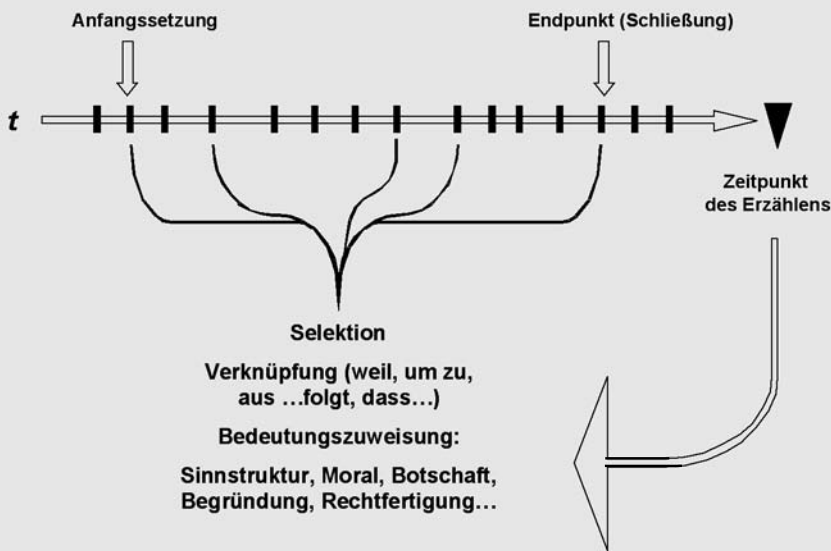 Anfangssetzung
Endpunkt (Schließung)
t
Zeitpunkt
des Erzählens
Selektion
Verknüpfung (weil, um zu,
aus …folgt, dass…)
Bedeutungszuweisung:
Sinnstruktur, Moral, Botschaft,
Begründung, Rechtfertigung…